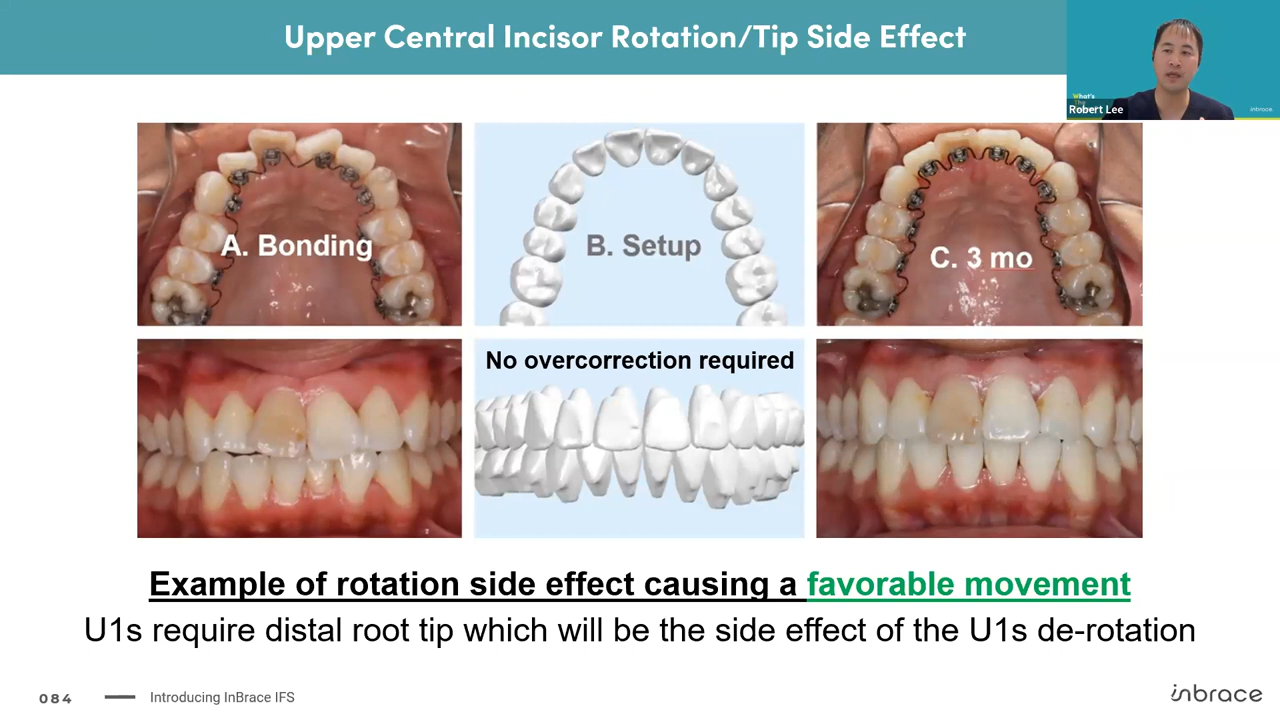 Upper Central Incisor Rotation/Tip Side Effect
What's
The
Robert Lee
inbrace
A. Bonding
B. Setup
C. 3 mo
No overcorrection required
Example of rotation side effect causing a favorable movement
U1s require distal root tip which will be the side effect of the U1s de-rotation
084
Introducing InBrace IFS
inbrace